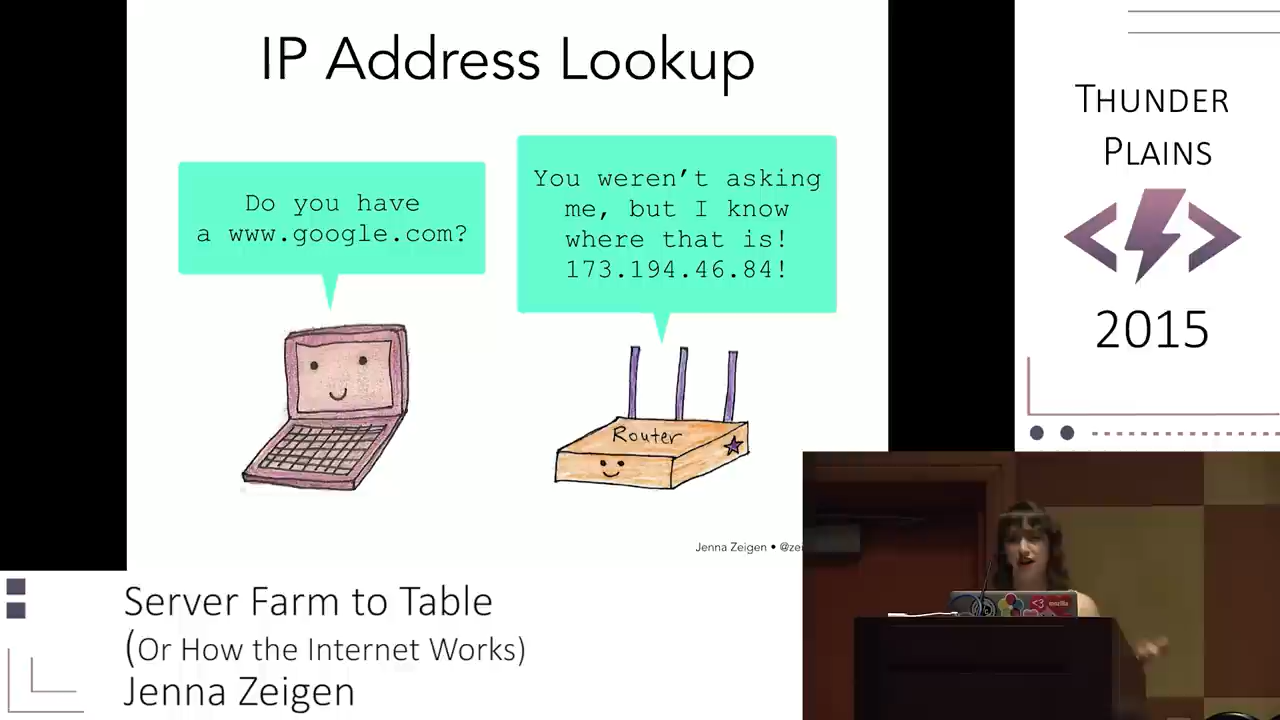 IP Address Lookup
Do you have
a www.google.com?
You weren't asking
me, but I know
where that is!
173.194.46.84!
Router
Jenna Zeigen • @zei
THUNDER
PLAINS
2015
mozilla
Server Farm to Table
(Or How the Internet Works)
Jenna Zeigen